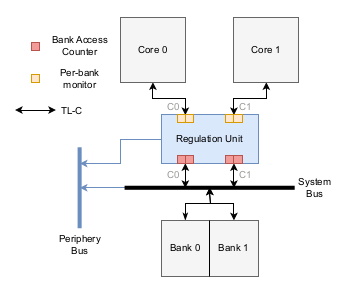 Bank Access
Counter
Per-bank
monitor
TL-C
Core 0
Core 1
C0
C1
Regulation Unit
C0
C1
System
Bus
Periphery
Bus
Bank 0
Bank 1